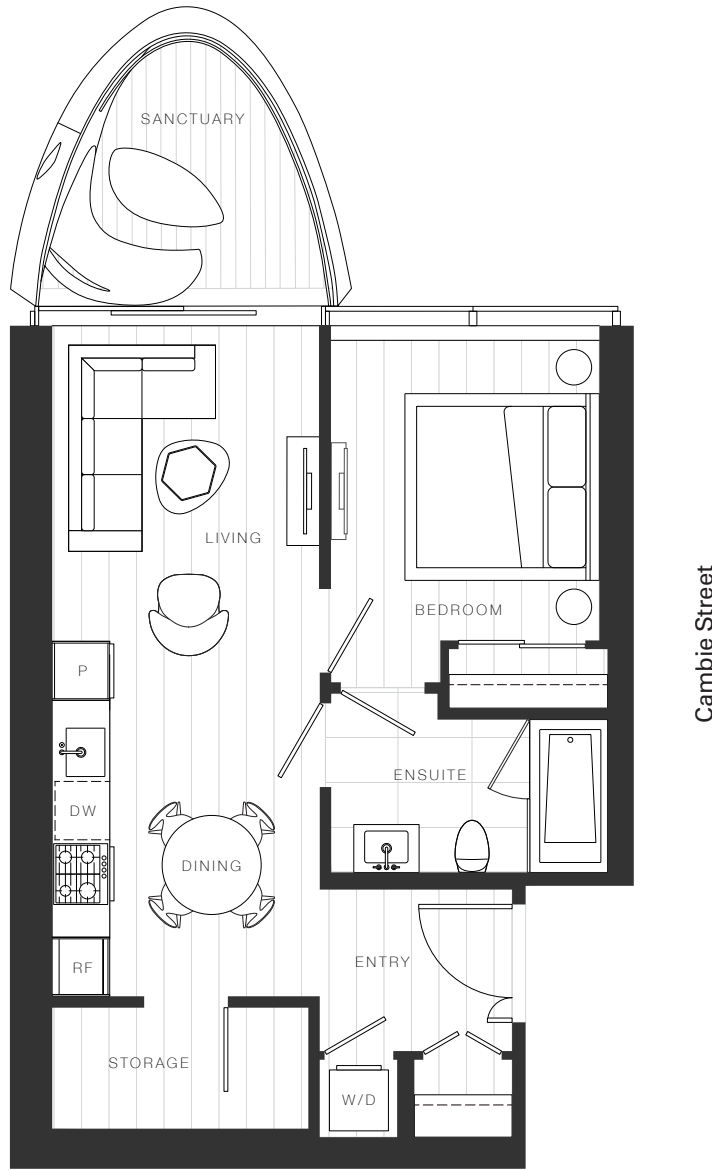 SANCTUARY
LIVING
BEDROOM
P
Cambie Street
DW
ENSUITE
DINING
RF
ENTRY
STORAGE
W/D